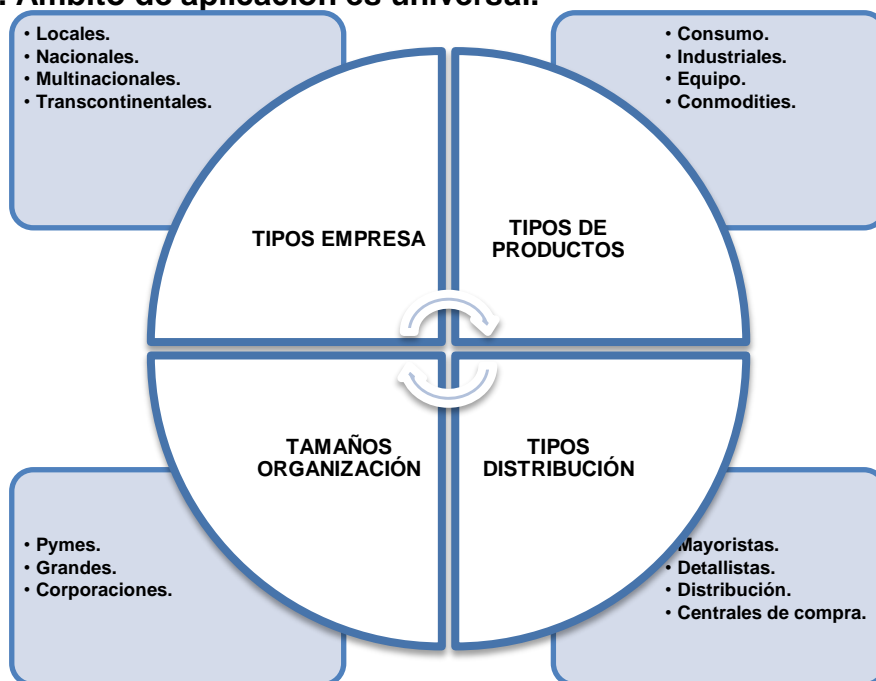 . Ámbito de aplicación es universal.
• Locales.
• Nacionales.
• Multinacionales.
• Transcontinentales.
• Consumo.
• Industriales.
• Equipo.
• Conmodities.
TIPOS EMPRESA
TIPOS DE
PRODUCTOS
TAMAÑOS
ORGANIZACIÓN
TIPOS
DISTRIBUCIÓN
• Pymes.
• Grandes.
• Corporaciones.
Mayoristas.
• Detallistas.
• Distribución.
• Centrales de compra.